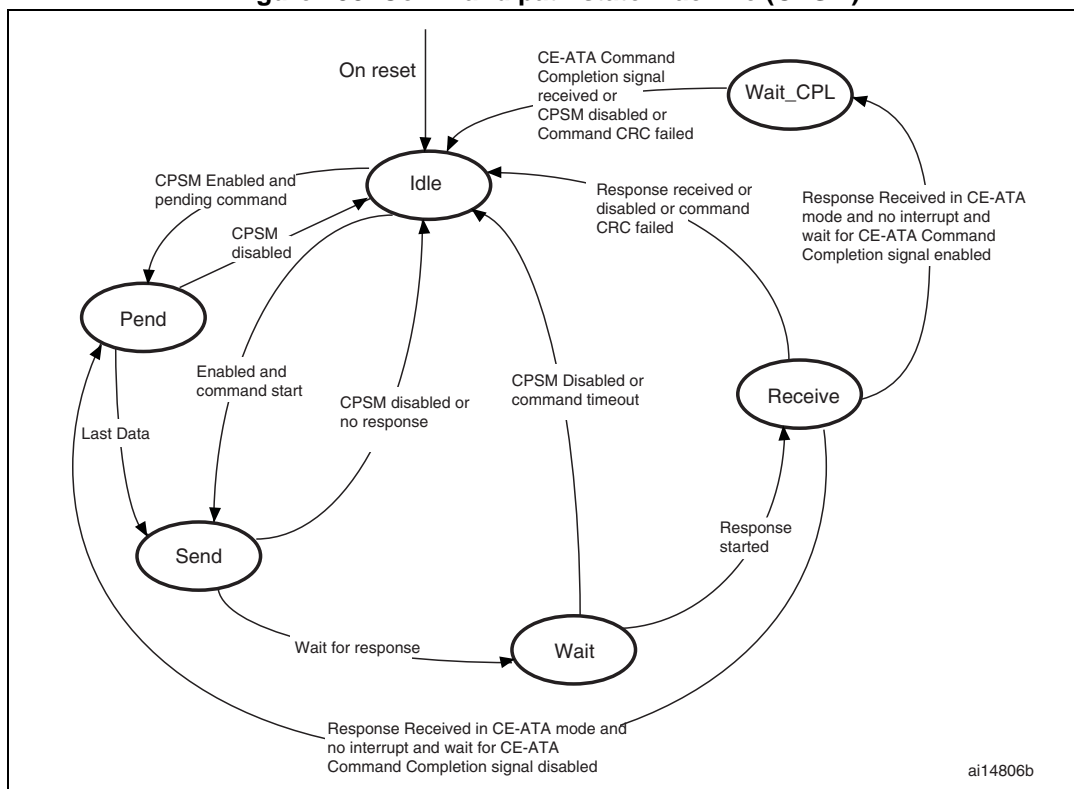 On reset
CE-ATA Command
Completion signal
received or
CPSM disabled or
Command CRC failed
Wait_CPL
Idle
CPSM Enabled and
pending command
CPSM
disabled
Response received or
disabled or command
CRC failed
Response Received in CE-ATA
mode and no interrupt and
wait for CE-ATA Command
Completion signal enabled
Pend
Enabled and
command start
CPSM disabled or
no response
CPSM Disabled or
command timeout
Receive
Last Data
Send
Response
started
Wait for response
Wait
Response Received in CE-ATA mode and
no interrupt and wait for CE-ATA
Command Completion signal disabled
ai14806b